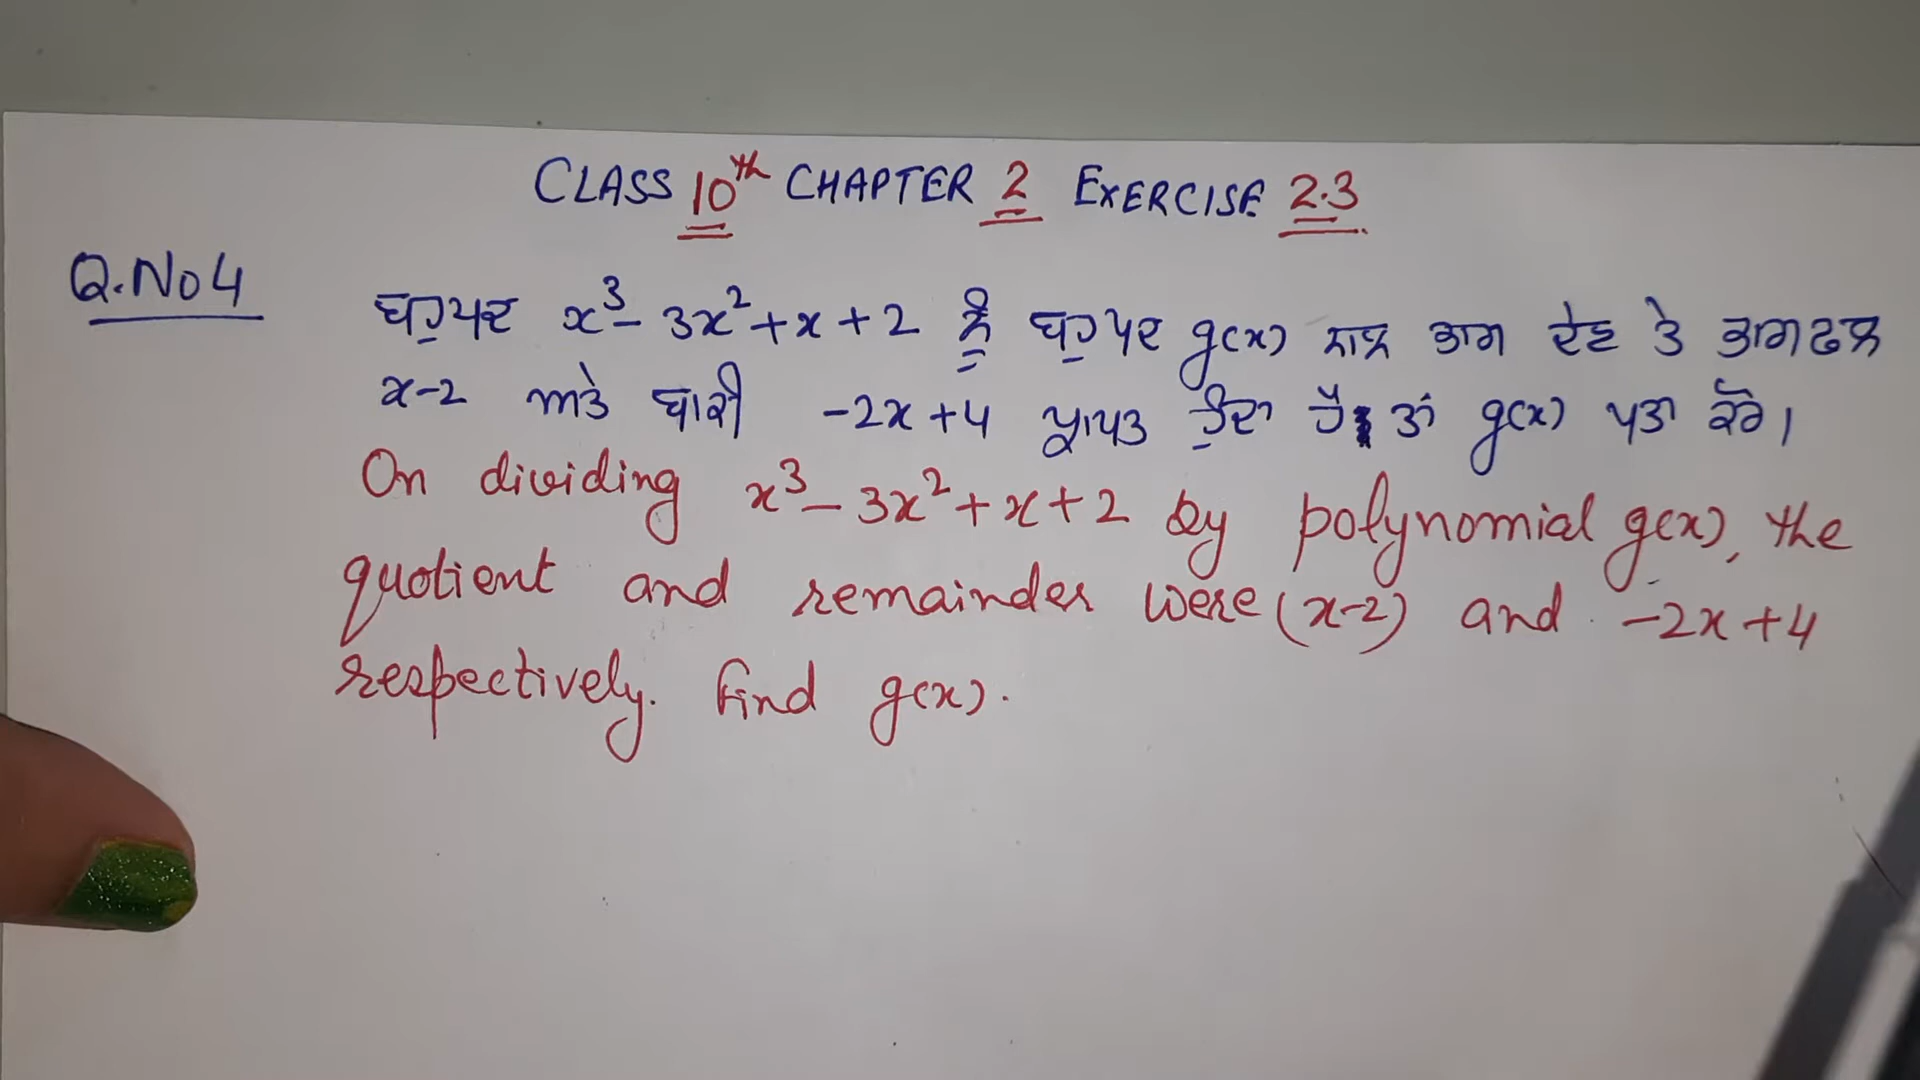 CLASS 10th CHAPTER 2 EXERCISE 2.3
Q.No 4
ਬਹੁਪਦ x³- 3x²+x+2 ਨੂੰ ਬਹੁਪਦ g(x) ਨਾਲ ਭਾਗ ਦੇਣ ਤੇ ਭਾਗਫਲ
x-2 ਅਤੇ ਬਾਕੀ -2x+4 ਪ੍ਰਾਪਤ ਹੁੰਦਾ ਹੈ ਤਾਂ g(x) ਪਤਾ ਕਰੋ।
On dividing x³- 3x²+x+2 by polynomial g(x), the
quotient and remainder were (x-2) and -2x+4
respectively. Find g(x).